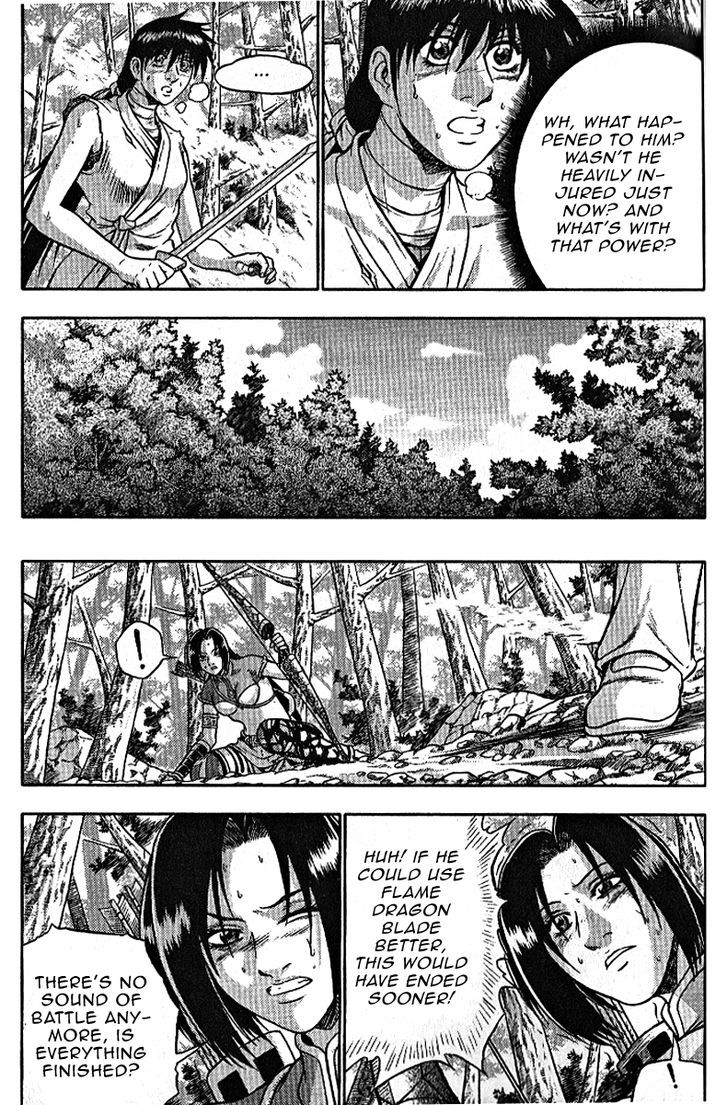 ...
WH, WHAT HAP-
PENED TO HIM?
WASN'T HE
HEAVILY IN-
JURED JUST
NOW? AND
WHAT'S WITH
THAT POWER?
!
THERE'S NO
SOUND OF
BATTLE ANY-
MORE, IS
EVERYTHING
FINISHED?
HUH! IF HE
COULD USE
FLAME
DRAGON
BLADE
BETTER,
THIS WOULD
HAVE ENDED
SOONER!
!